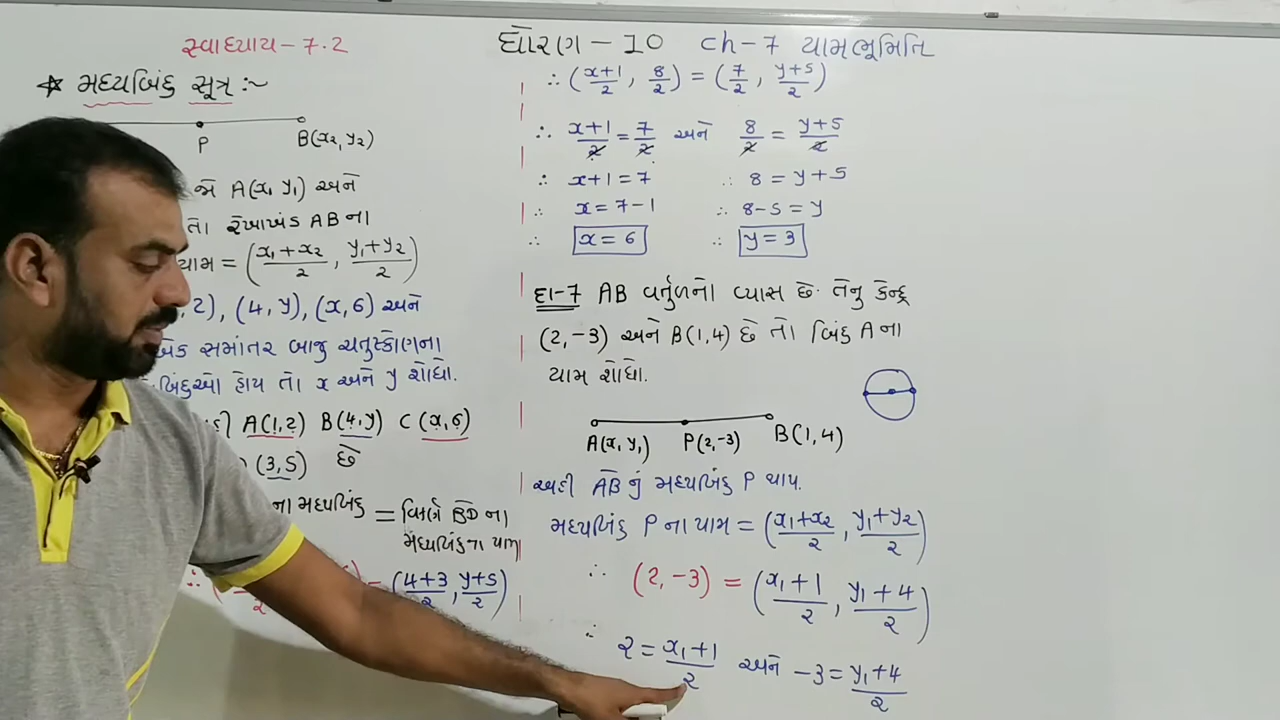 સ્વાધ્યાય - 7.2
★ મધ્યબિંદુ સૂત્ર :~
P B(x₂, y₂)
જો A(x₁ y₁) અને
તો રેખાખંડ AB ના
યામ = (x₁+x₂/2, y₁+y₂/2)
2), (4, y), (x, 6) અને
એક સમાંતર બાજુ ચતુષ્કોણના
બિંદુઓ હોય તો x અને y શોધો.
A(1,2) B(4,y) C(x,6)
(3,5) છે
ના મધ્યબિંદુ = વિકર્ણ BD ના
મધ્યબિંદુના યામ
∴ = (4+3/2, y+5/2)
ધોરણ - 10 ch-7 યામભૂમિતિ
∴ (x+1/2, 8/2) = (7/2, y+5/2)
∴ x+1/2 = 7/2 અને 8/2 = y+5/2
∴ x+1 = 7 ∴ 8 = y+5
∴ x = 7-1 ∴ 8-5 = y
∴ x = 6 ∴ y = 3
દા-7 AB વર્તુળનો વ્યાસ છે. તેનુ કેન્દ્ર
(2, -3) અને B(1,4) છે તો બિંદુ A ના
યામ શોધો.
A(x, y₁) P(2,-3) B(1,4)
અહી AB નું મધ્યબિંદુ P થાય.
મધ્યબિંદુ P ના યામ = (x₁+x₂/2, y₁+y₂/2)
∴ (2, -3) = (x₁+1/2, y₁+4/2)
∴ 2 = x₁+1/2 અને -3 = y₁+4/2